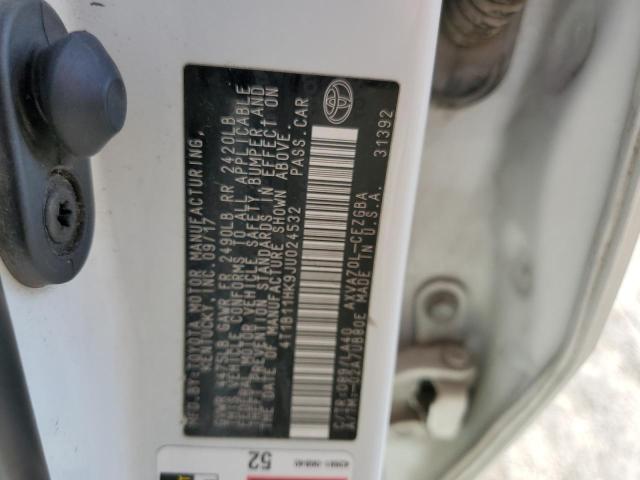 MFD.BY:TOYOTA MOTOR MANUFACTURING,
KENTUCKY, INC.09/17
GVWR 4475LB GAWR FR 2490LB RR 2420LB
THIS VEHICLE CONFORMS TO ALL APPLICABLE
FEDERAL MOTOR VEHICLE SAFETY, BUMPER, AND
THEFT PREVENTION STANDARDS IN EFFECT ON
THE DATE OF MANUFACTURE SHOWN ABOVE.
4T1B11HK9JU024532 PASS.CAR
C/TR:089/LA40 AXVA70L-CEZGBA
A/TM:-02A/UB80E MADE IN U.S.A. 31392
52